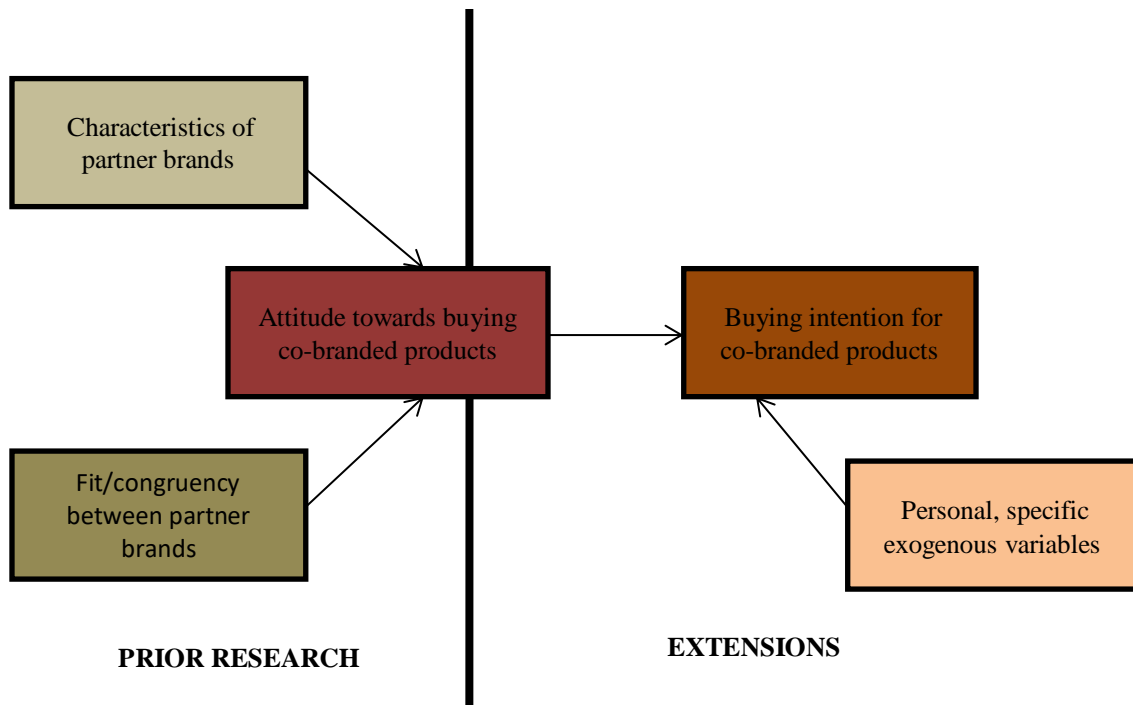 Characteristics of
partner brands
Attitude towards buying
co-branded products
Buying intention for
co-branded products
Fit/congruency
between partner
brands
Personal, specific
exogenous variables
PRIOR RESEARCH
EXTENSIONS